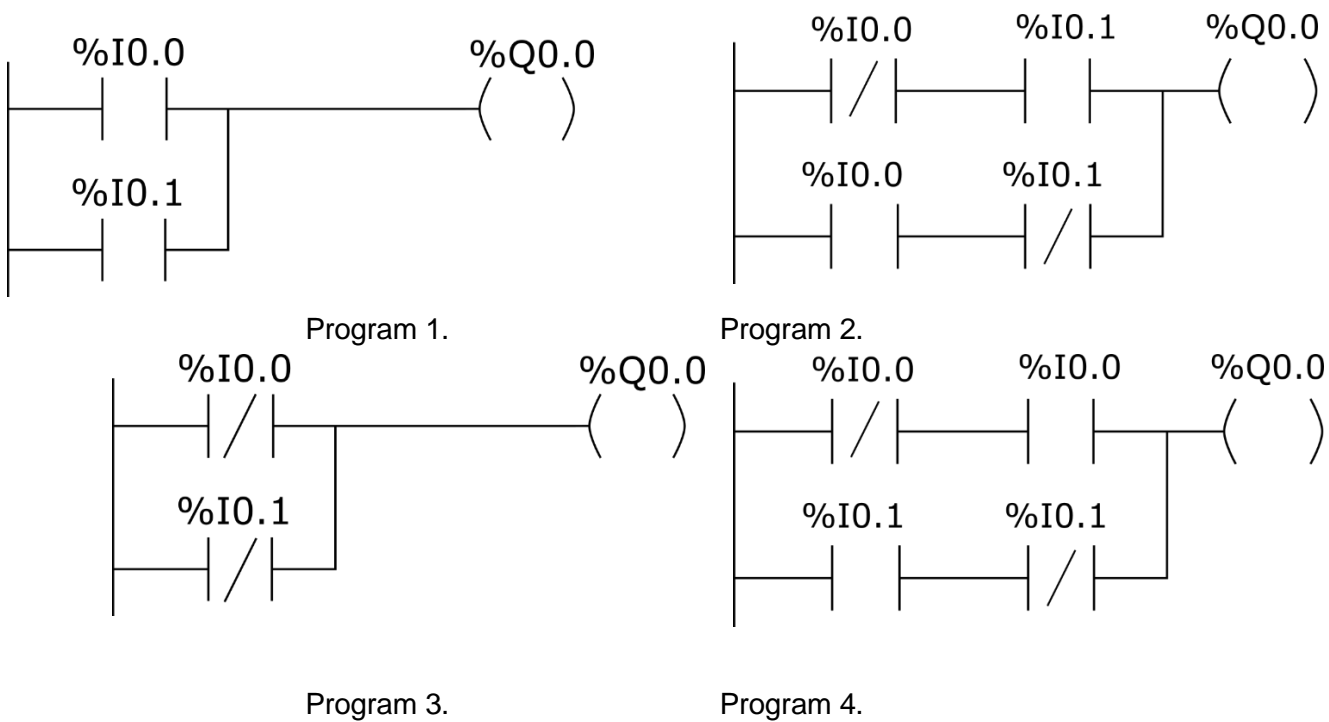 %I0.0 %Q0.0
%I0.1
%I0.0 %I0.1 %Q0.0
%I0.0 %I0.1
Program 1. Program 2.
%I0.0 %Q0.0
%I0.1
%I0.0 %I0.0 %Q0.0
%I0.1 %I0.1
Program 3. Program 4.